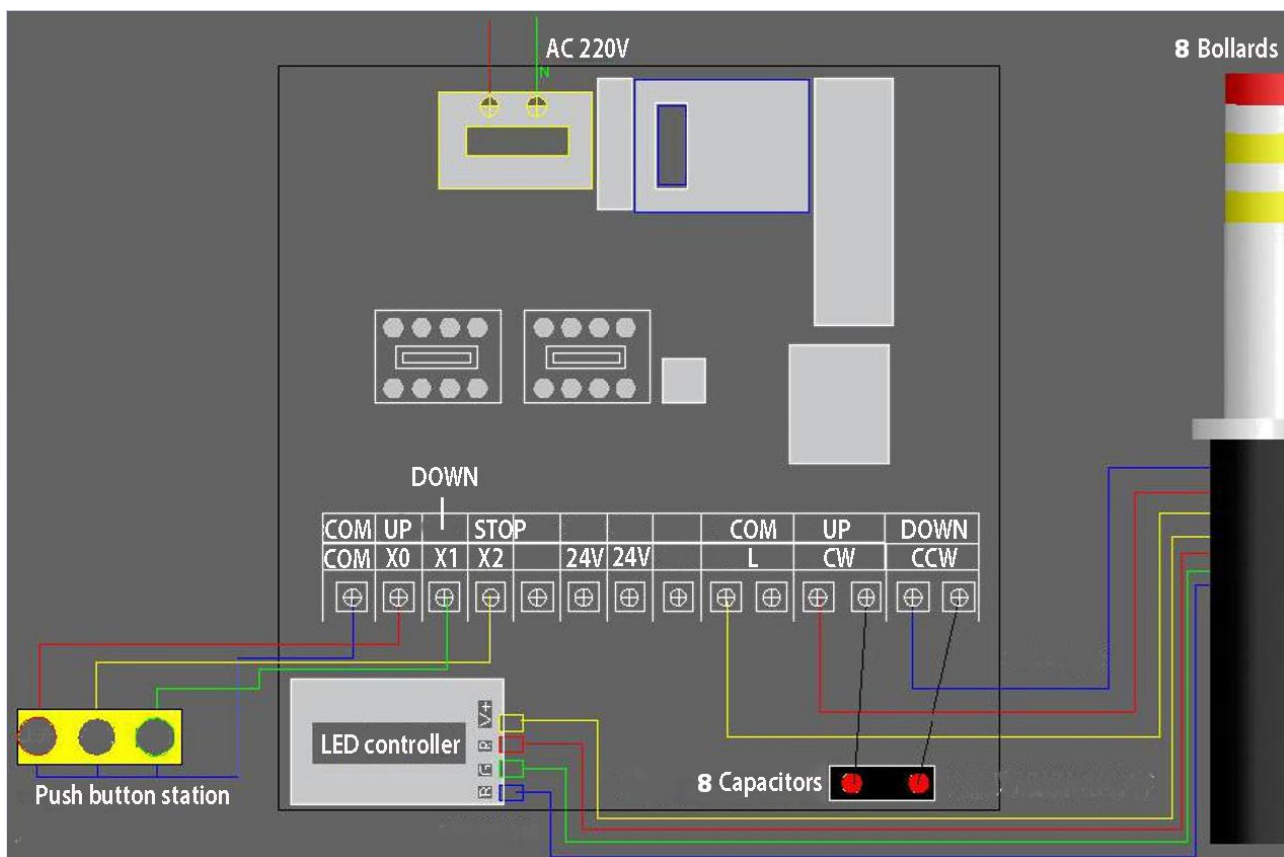 AC 220V
N
8 Bollards
DOWN
COM UP STOP COM UP DOWN
COM X0 X1 X2 24V 24V L CW CCW
V+
LED controller
G
B
8 Capacitors
Push button station